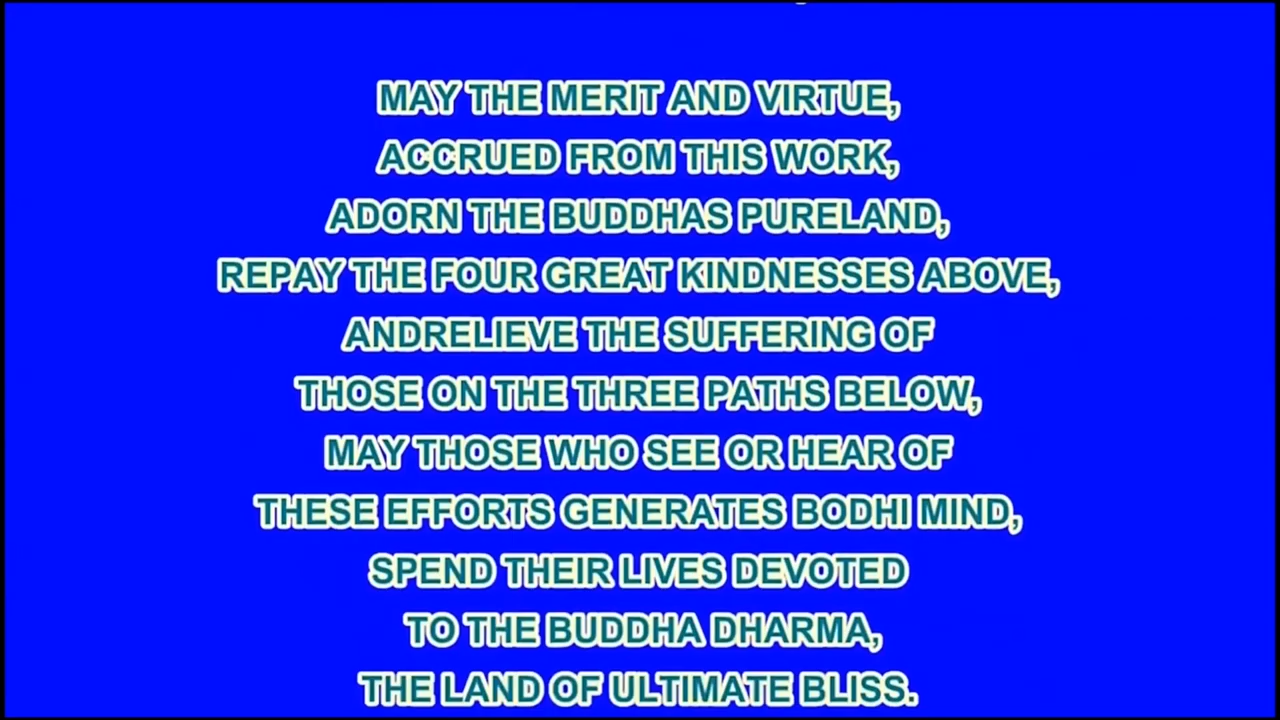 MAY THE MERIT AND VIRTUE,
ACCRUED FROM THIS WORK,
ADORN THE BUDDHAS PURELAND,
REPAY THE FOUR GREAT KINDNESSES ABOVE,
ANDRELIEVE THE SUFFERING OF
THOSE ON THE THREE PATHS BELOW,
MAY THOSE WHO SEE OR HEAR OF
THESE EFFORTS GENERATES BODHI MIND,
SPEND THEIR LIVES DEVOTED
TO THE BUDDHA DHARMA,
THE LAND OF ULTIMATE BLISS.